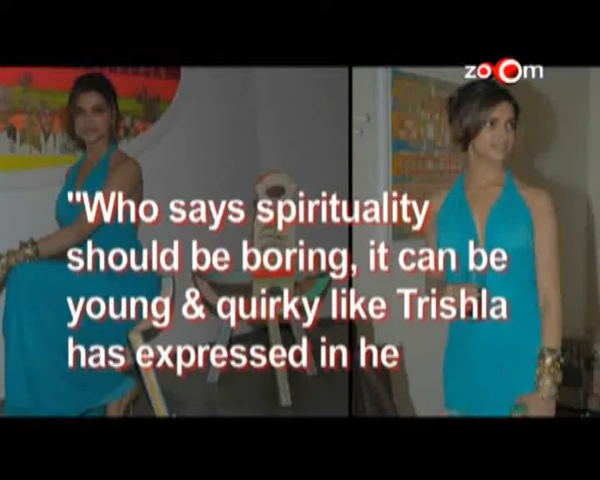 zoom
"Who says spirituality
should be boring, it can be
young & quirky like Trishla
has expressed in he